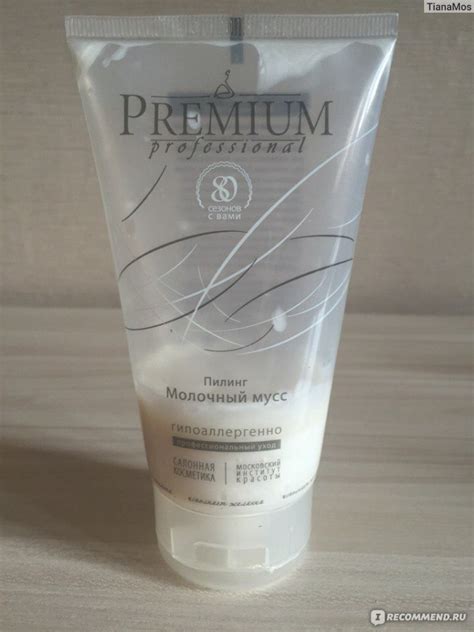 TianaMos
PREMIUM
professional
80
СЕЗОНОВ
С ВАМИ
Пилинг
Молочный мусс
гипоаллергенно
профессиональный уход
САЛОННАЯ
КОСМЕТИКА
МОСКОВСКИЙ
ИНСТИТУТ
КРАСОТЫ
I RECOMMEND.RU